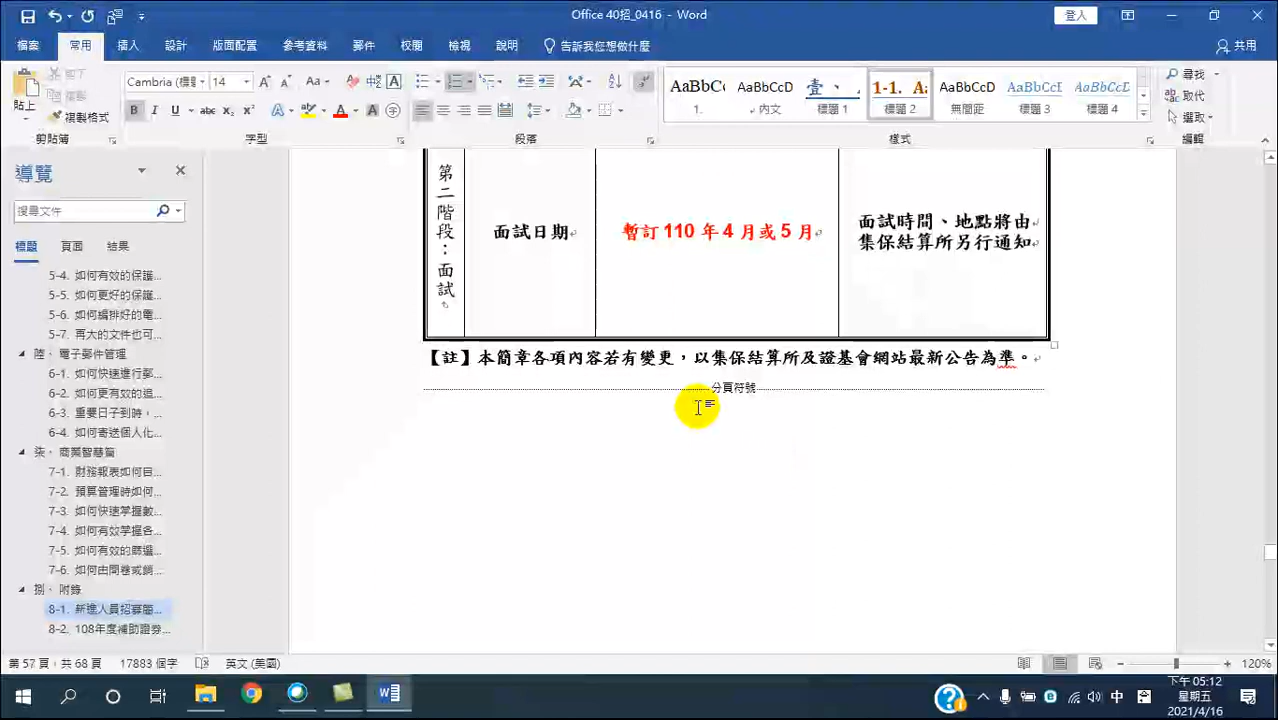 Office 40招_0416 - Word
登入
檔案 常用 插入 設計 版面配置 參考資料 郵件 校閱 檢視 說明 告訴我您想做什麼 共用
貼上 剪下
複製
複製格式
剪貼簿
Cambria (標題 14
字型
段落
AaBbC AaBbCcD 壹、 1-1. A AaBbCcD AaBbCcE AaBbCcD
1. 內文 標題 1 標題 2 無間距 標題 3 標題 4
樣式
尋找
取代
選取
編輯
導覽
搜尋文件
標題 頁面 結果
5-4. 如何有效的保護...
5-5. 如何更好的保護...
5-6. 如何編排好的電...
5-7. 再大的文件也可...
陸、電子郵件管理
6-1. 如何快速進行郵...
6-2. 如何更有效的追...
6-3. 重要日子到時，...
6-4. 如何寄送個人化...
柒、商業智慧篇
7-1. 財務報表如何目...
7-2. 預算管理時如何...
7-3. 如何快速掌握數...
7-4. 如何有效掌握各...
7-5. 如何有效的篩選...
7-6. 如何由問卷或銷...
捌、附錄
8-1. 新進人員招募簡...
8-2. 108年度補助證券...
第二階段：面試
面試日期
暫訂 110 年 4 月或 5 月
面試時間、地點將由
集保結算所另行通知
【註】本簡章各項內容若有變更，以集保結算所及證基會網站最新公告為準。
分頁符號
第 57 頁，共 68 頁 17883 個字 英文 (美國) 120%
中
下午 05:12
星期五
2021/4/16